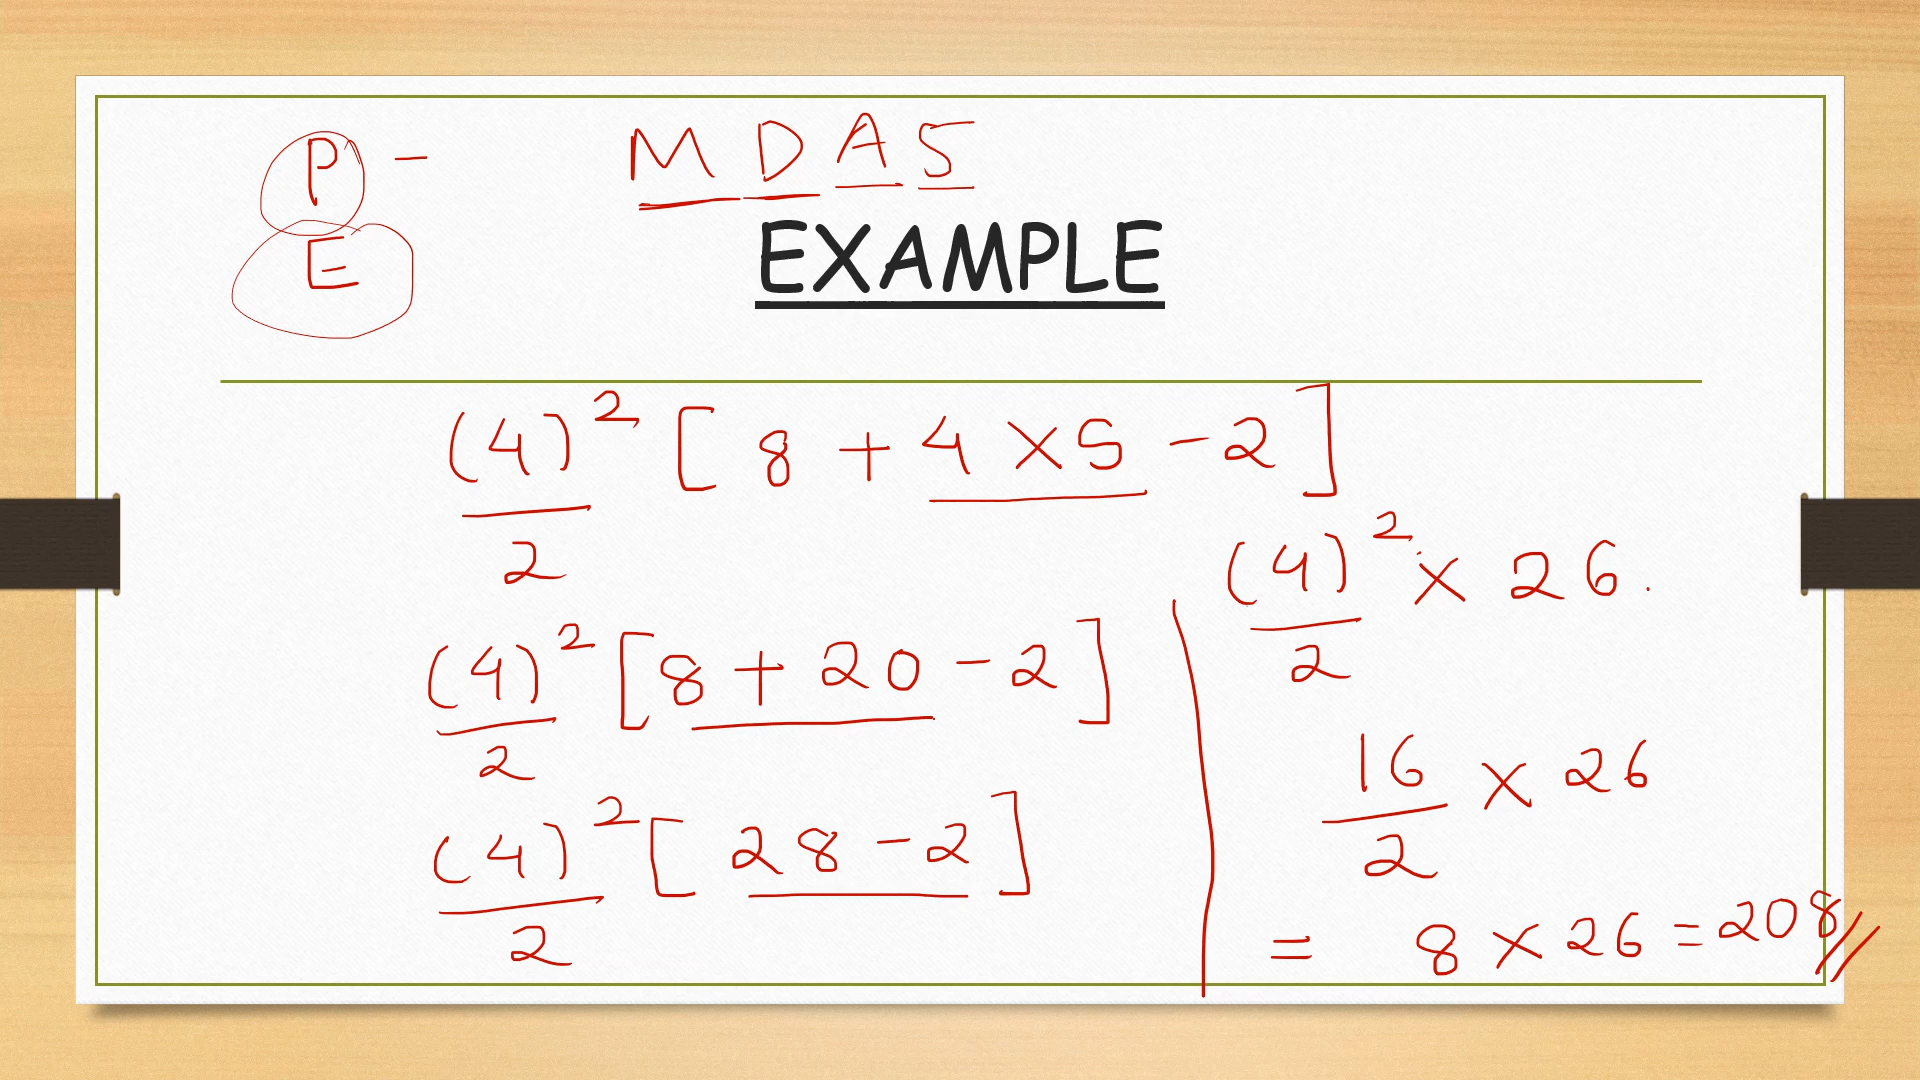 P - M D A S
E
EXAMPLE
(4)² [ 8 + 4 × 5 - 2 ]
2
(4)² [ 8 + 20 - 2 ]
2
(4)² [ 28 - 2 ]
2
(4)² × 26.
2
16 × 26
2
= 8 × 26 = 208 //